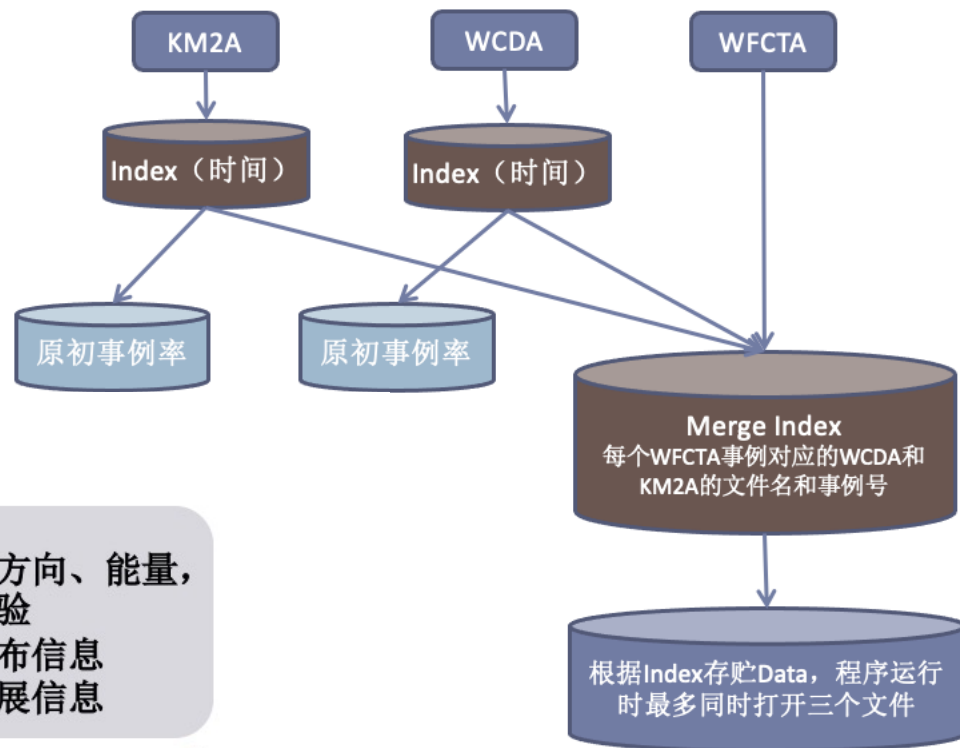 KM2A
WCDA
WFCTA
Index（时间）
Index（时间）
原初事例率
原初事例率
Merge Index
每个WFCTA事例对应的WCDA和
KM2A的文件名和事例号
方向、能量，
验
布信息
展信息
根据Index存贮Data，程序运行
时最多同时打开三个文件